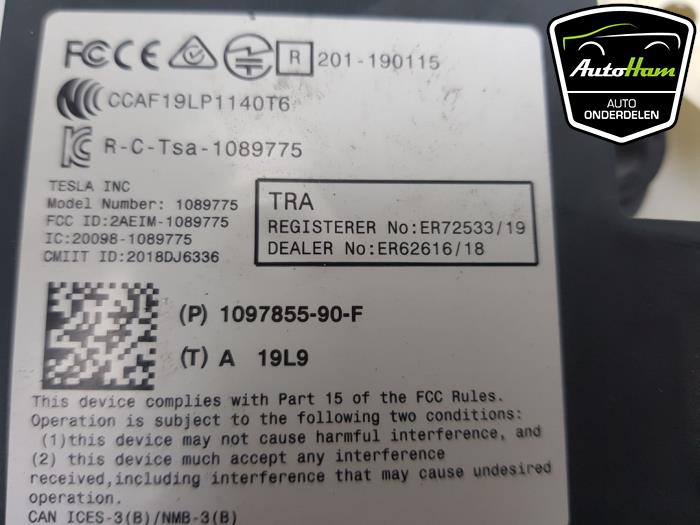 FC CE R 201-190115
CCAF19LP1140T6
R-C-Tsa-1089775
TESLA INC
Model Number: 1089775
FCC ID:2AEIM-1089775
IC:20098-1089775
CMIIT ID:2018DJ6336
TRA
REGISTERER No:ER72533/19
DEALER No:ER62616/18
(P) 1097855-90-F
(T) A 19L9
This device complies with Part 15 of the FCC Rules.
Operation is subject to the following two conditions:
(1)this device may not cause harmful interference, and
(2) this device much accept any interference
received,including interference that may cause undesired
operation.
CAN ICES-3(B)/NMB-3(B)
AutoHam
AUTO
ONDERDELEN